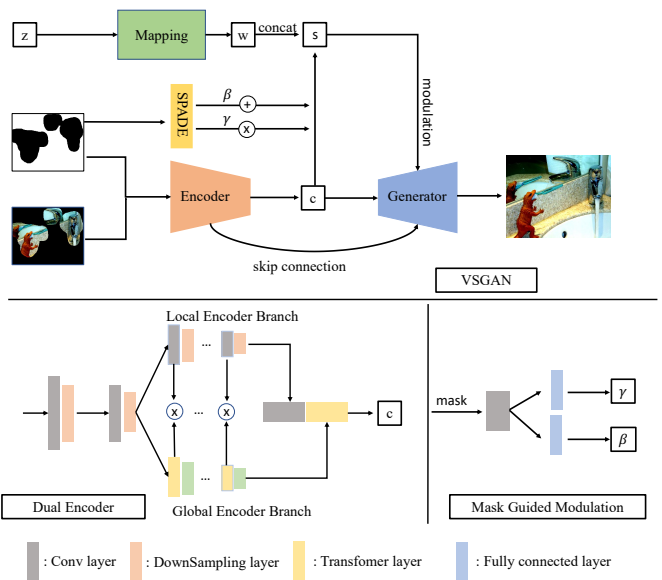 z
Mapping
w
concat
s
SPADE
β
+
γ
x
modulation
Encoder
c
Generator
skip connection
VSGAN
Local Encoder Branch
...
x
...
x
c
...
Global Encoder Branch
Dual Encoder
mask
γ
β
Mask Guided Modulation
: Conv layer
: DownSampling layer
: Transfomer layer
: Fully connected layer